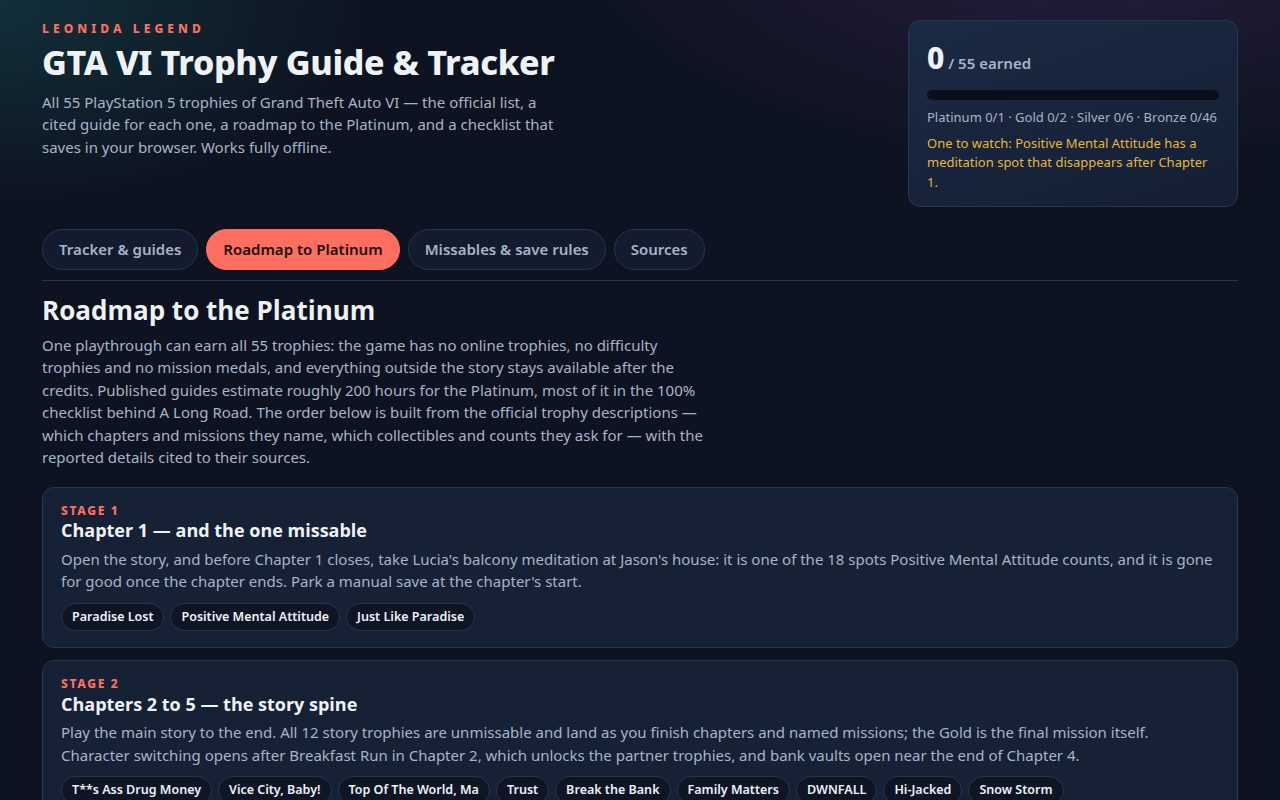 LEONIDA LEGEND
GTA VI Trophy Guide & Tracker
All 55 PlayStation 5 trophies of Grand Theft Auto VI — the official list, a
cited guide for each one, a roadmap to the Platinum, and a checklist that
saves in your browser. Works fully offline.
0 / 55 earned
Platinum 0/1 · Gold 0/2 · Silver 0/6 · Bronze 0/46
One to watch: Positive Mental Attitude has a
meditation spot that disappears after Chapter
1.
Tracker & guides
Roadmap to Platinum
Missables & save rules
Sources
Roadmap to the Platinum
One playthrough can earn all 55 trophies: the game has no online trophies, no difficulty
trophies and no mission medals, and everything outside the story stays available after the
credits. Published guides estimate roughly 200 hours for the Platinum, most of it in the 100%
checklist behind A Long Road. The order below is built from the official trophy descriptions —
which chapters and missions they name, which collectibles and counts they ask for — with the
reported details cited to their sources.
STAGE 1
Chapter 1 — and the one missable
Open the story, and before Chapter 1 closes, take Lucia's balcony meditation at Jason's house: it is one of the 18 spots Positive Mental Attitude counts, and it is gone
for good once the chapter ends. Park a manual save at the chapter's start.
Paradise Lost
Positive Mental Attitude
Just Like Paradise
STAGE 2
Chapters 2 to 5 — the story spine
Play the main story to the end. All 12 story trophies are unmissable and land as you finish chapters and named missions; the Gold is the final mission itself.
Character switching opens after Breakfast Run in Chapter 2, which unlocks the partner trophies, and bank vaults open near the end of Chapter 4.
T**s Ass Drug Money
Vice City, Baby!
Top Of The World, Ma
Trust
Break the Bank
Family Matters
DWNFALL
Hi-Jacked
Snow Storm